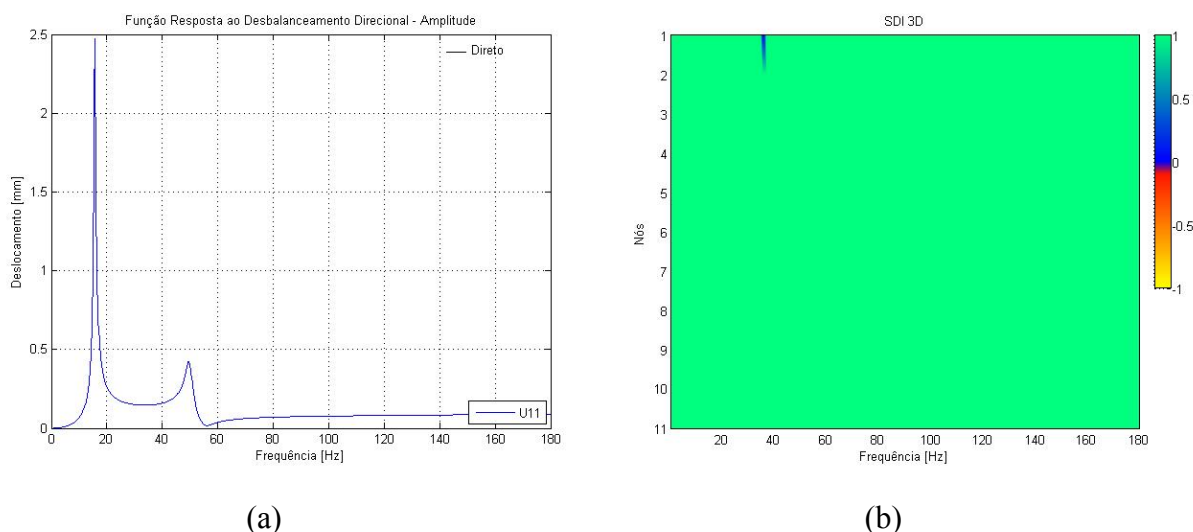 Função Resposta ao Desbalanceamento Direcional - Amplitude
2.5
2
1.5
1
0.5
0
Deslocamento [mm]
Direto
U11
0 20 40 60 80 100 120 140 160 180
Frequência [Hz]
(a)
SDI 3D
1
2
3
4
5
6
7
8
9
10
11
Nós
20 40 60 80 100 120 140 160 180
Frequência [Hz]
1
0.5
0
-0.5
-1
(b)